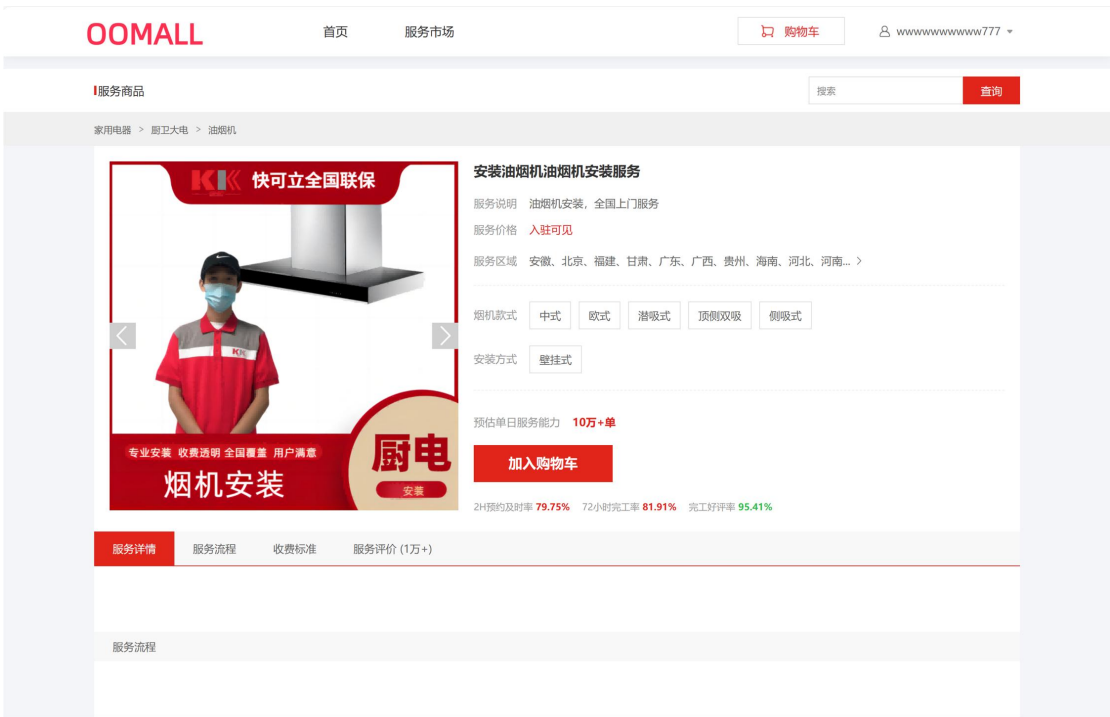 OOMALL
首页
服务市场
购物车
wwwwwwwwwww777
服务商品
搜索
查询
家用电器 > 厨卫大电 > 油烟机
快可立全国联保
KK
专业安装 收费透明 全国覆盖 用户满意
烟机安装
厨电
安装
安装油烟机油烟机安装服务
服务说明 油烟机安装，全国上门服务
服务价格 入驻可见
服务区域 安徽、北京、福建、甘肃、广东、广西、贵州、海南、河北、河南... >
烟机款式 中式 欧式 潜吸式 顶侧双吸 侧吸式
安装方式 壁挂式
预估单日服务能力 10万+单
加入购物车
2H预约及时率 79.75% 72小时完工率 81.91% 完工好评率 95.41%
服务详情 服务流程 收费标准 服务评价 (1万+)
服务流程